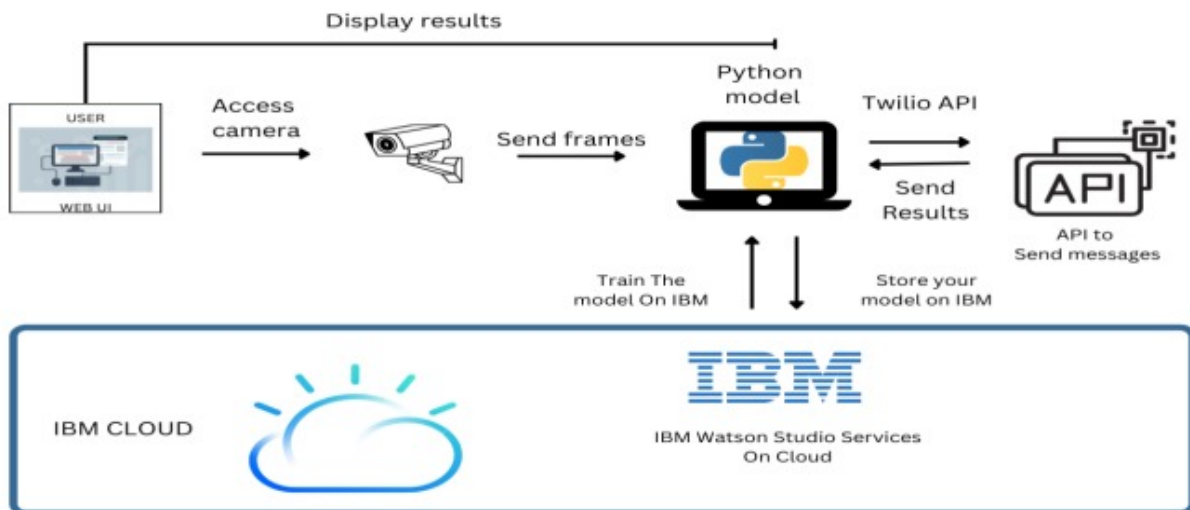 Display results
Python
model
Twilio API
USER
WEB UI
Access
camera
Send frames
Send
Results
API
API to
Send messages
Train The
model On IBM
Store your
model on IBM
IBM CLOUD
IBM
IBM Watson Studio Services
On Cloud